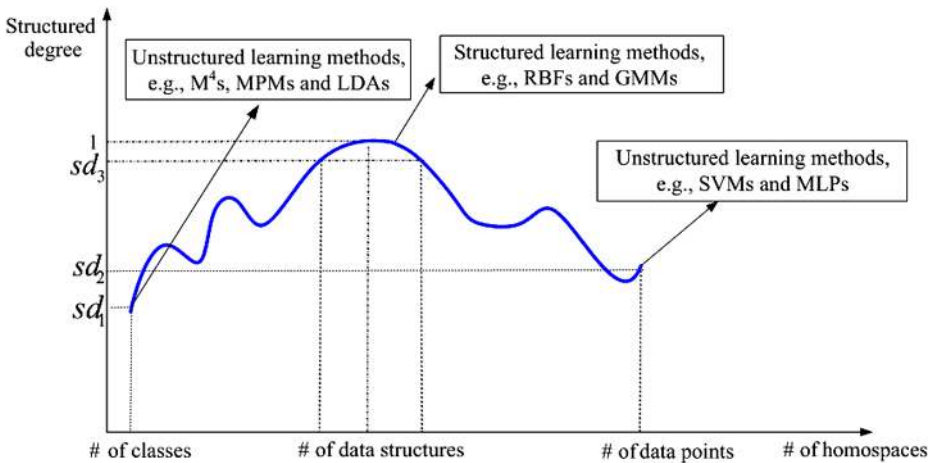 Structured
degree
Unstructured learning methods,
e.g., M⁴s, MPMs and LDAs
Structured learning methods,
e.g., RBFs and GMMs
Unstructured learning methods,
e.g., SVMs and MLPs
1
sd₃
sd₂
sd₁
# of classes
# of data structures
# of data points
# of homospaces